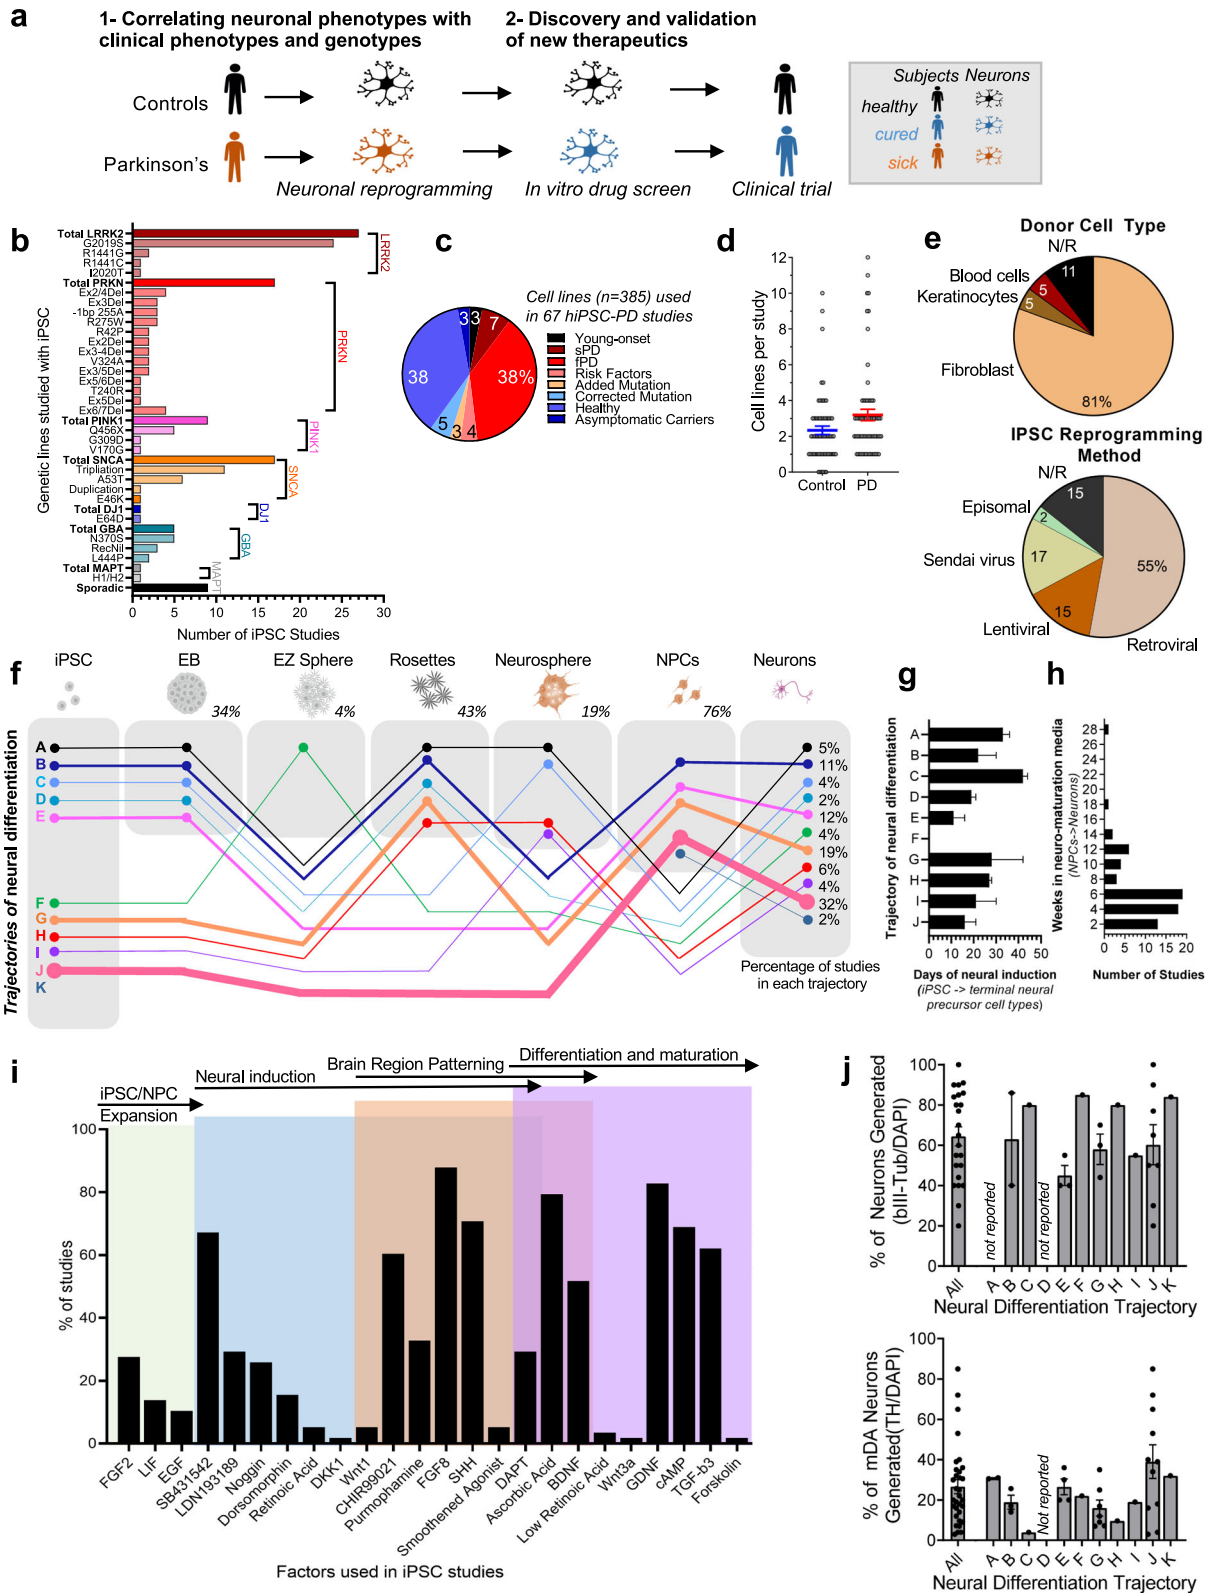 a
1- Correlating neuronal phenotypes with
clinical phenotypes and genotypes
2- Discovery and validation
of new therapeutics
Controls
Parkinson's
Neuronal reprogramming
In vitro drug screen
Clinical trial
Subjects Neurons
healthy
cured
sick
b
Genetic lines studied with iPSC
Total LRRK2
G2019S
R1441G
R1441C
I2020T
Total PRKN
Ex2/4Del
Ex3Del
-1bp 255A
R275W
R42P
Ex2Del
Ex3-4Del
V324A
Ex3/5Del
Ex5/6Del
T240R
Ex5Del
Ex6/7Del
Total PINK1
Q456X
G309D
V170G
Total SNCA
Tripliation
A53T
Duplication
E46K
Total DJ1
E64D
Total GBA
N370S
RecNil
L444P
Total MAPT
H1/H2
Sporadic
LRRK2
PRKN
PINK1
SNCA
DJ1
GBA
MAPT
0 5 10 15 20 25 30
Number of iPSC Studies
c
Cell lines (n=385) used
in 67 hiPSC-PD studies
3 3 7
38 38%
5 3 4
Young-onset
sPD
fPD
Risk Factors
Added Mutation
Corrected Mutation
Healthy
Asymptomatic Carriers
d
Cell lines per study
12
10
8
6
4
2
0
Control PD
e
Donor Cell Type
N/R
Blood cells
Keratinocytes
Fibroblast
11
5
5
81%
IPSC Reprogramming
Method
N/R
Episomal
Sendai virus
Lentiviral
Retroviral
15
2
17
15
55%
f
Trajectories of neural differentiation
iPSC EB EZ Sphere Rosettes Neurosphere NPCs Neurons
34% 4% 43% 19% 76%
A
B
C
D
E
F
G
H
I
J
K
5%
11%
4%
2%
12%
4%
19%
6%
4%
32%
2%
Percentage of studies
in each trajectory
g
Trajectory of neural differentiation
A
B
C
D
E
F
G
H
I
J
0 10 20 30 40 50
Days of neural induction
(iPSC -> terminal neural
precursor cell types)
h
Weeks in neuro-maturation media
(NPCs->Neurons)
28
26
24
22
20
18
16
14
12
10
8
6
4
2
0 5 10 15 20
Number of Studies
i
iPSC/NPC
Expansion
Neural induction
Brain Region Patterning
Differentiation and maturation
% of studies
100
80
60
40
20
0
FGF2
LIF
EGF
SB431542
LDN193189
Noggin
Dorsomorphin
Retinoic Acid
DKK1
Wnt1
CHIR99021
Purmophamine
FGF8
SHH
Smoothened Agonist
DAPT
Ascorbic Acid
BDNF
Low Retinoic Acid
Wnt3a
GDNF
cAMP
TGF-b3
Forskolin
Factors used in iPSC studies
j
% of Neurons Generated
(bIII-Tub/DAPI)
100
80
60
40
20
0
not reported
not reported
All A B C D E F G H I J K
Neural Differentiation Trajectory
% of mDA Neurons
Generated(TH/DAPI)
100
80
60
40
20
0
Not reported
All A B C D E F G H I J K
Neural Differentiation Trajectory